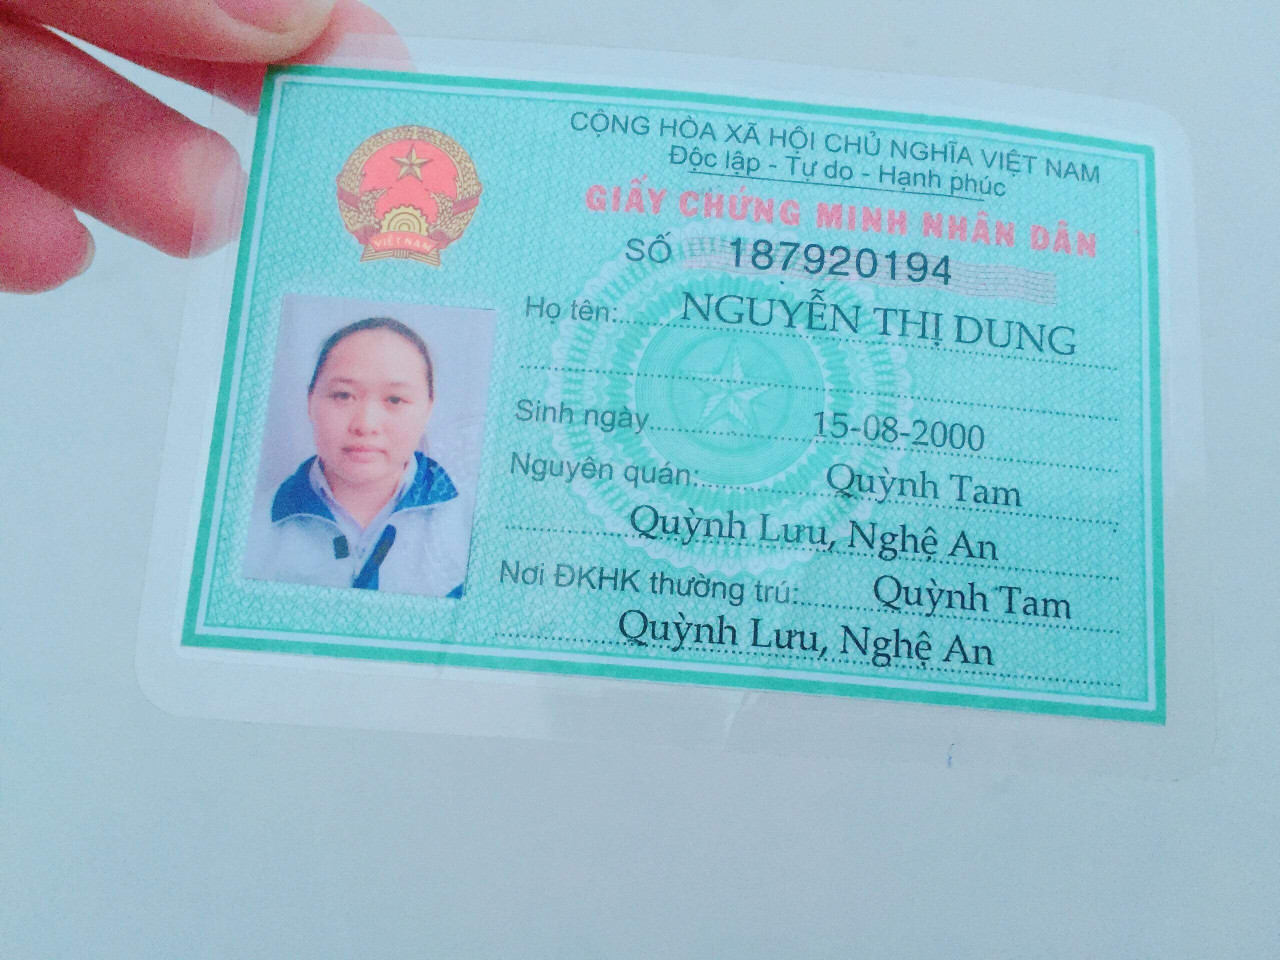 CỘNG HÒA XÃ HỘI CHỦ NGHĨA VIỆT NAM
Độc lập - Tự do - Hạnh phúc
GIẤY CHỨNG MINH NHÂN DÂN
SỐ 187920194
VIỆT NAM
Họ tên: NGUYỄN THỊ DUNG
Sinh ngày 15-08-2000
Nguyên quán: Quỳnh Tam
Quỳnh Lưu, Nghệ An
Nơi ĐKHK thường trú: Quỳnh Tam
Quỳnh Lưu, Nghệ An